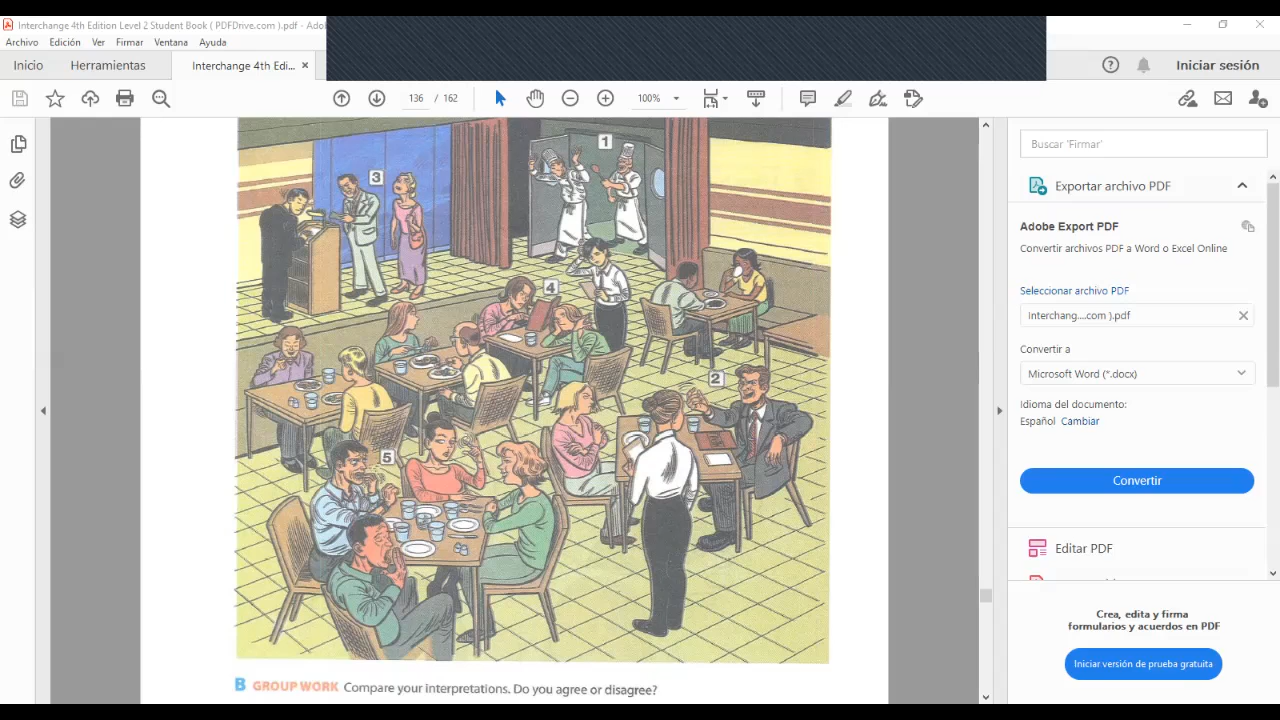 Interchange 4th Edition Level 2 Student Book ( PDFDrive.com ).pdf - Ado
Archivo Edición Ver Firmar Ventana Ayuda
Inicio Herramientas Interchange 4th Edi... × Iniciar sesión
136 / 162 100%
Buscar 'Firmar'
Exportar archivo PDF
Adobe Export PDF
Convertir archivos PDF a Word o Excel Online
Seleccionar archivo PDF
Interchang....com ).pdf
Convertir a
Microsoft Word (*.docx)
Idioma del documento:
Español Cambiar
Convertir
Editar PDF
Crea, edita y firma
formularios y acuerdos en PDF
Iniciar versión de prueba gratuita
1
3
4
2
5
B GROUP WORK Compare your interpretations. Do you agree or disagree?